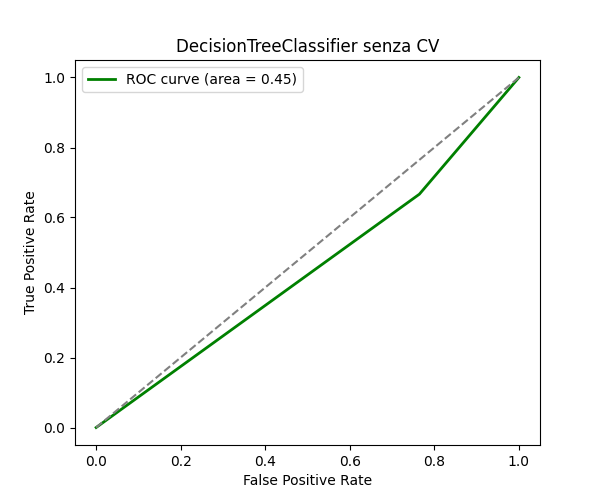 DecisionTreeClassifier senza CV
ROC curve (area = 0.45)
True Positive Rate
1.0
0.8
0.6
0.4
0.2
0.0
0.0 0.2 0.4 0.6 0.8 1.0
False Positive Rate